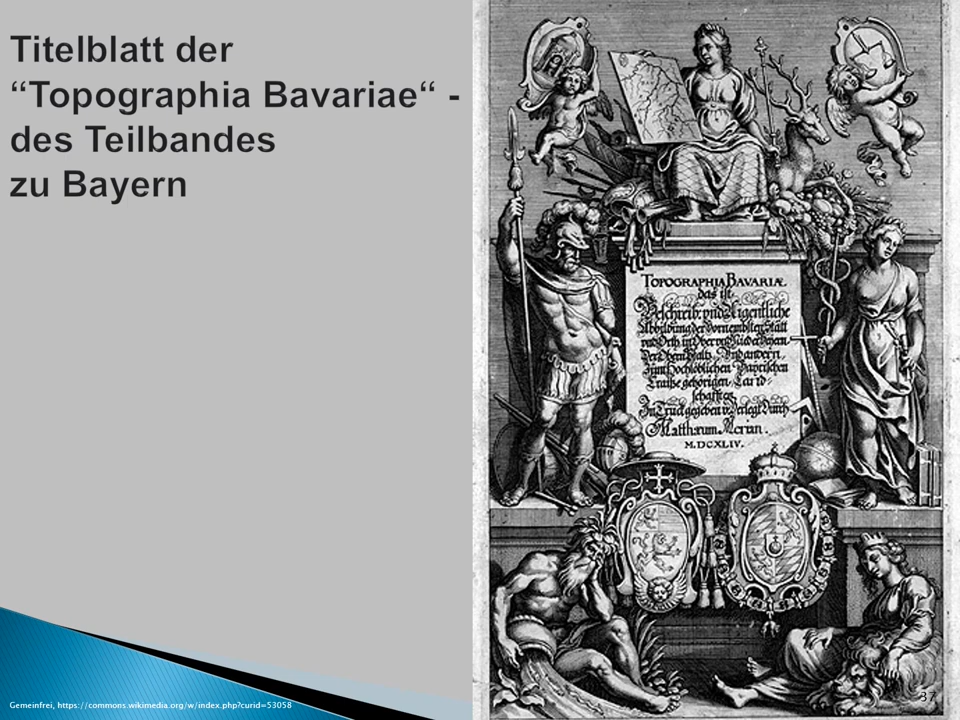 Titelblatt der
“Topographia Bavariae“ -
des Teilbandes
zu Bayern
TOPOGRAPHIA BAVARIÆ.
das ist
Beschreib: vnd Aigentliche
Abbildung der Vornembsten Stätt
vnd Orth, in Ober vnd Nieder Beyern,
Der Obern Pfaltz, Vnd andern,
Zum Hochlöblichen Bayrischen
Craiße gehörigen, Land-
schafften.
In Truck gegeben v: Verlegt Durch
Matthæum Merian.
M.DCXLIV.
Gemeinfrei, https://commons.wikimedia.org/w/index.php?curid=53058
37